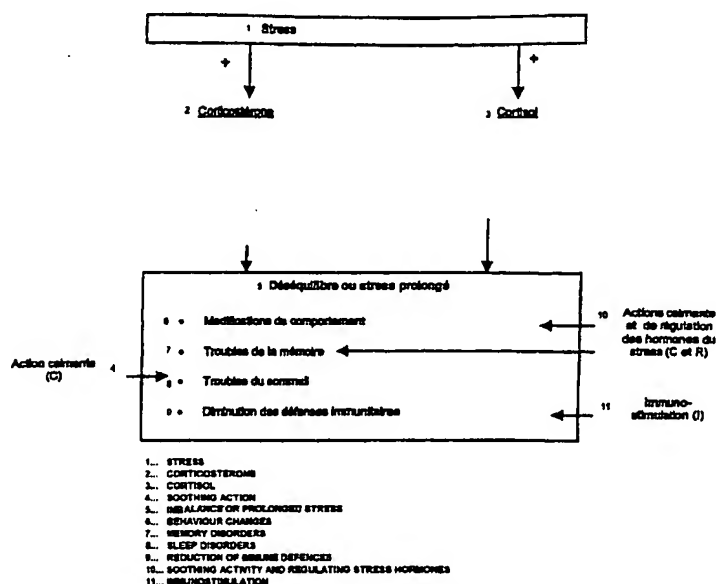 1 Stress
+ +
2 Corticostérone 3 Cortisol
5 Déséquilibre ou stress prolongé
6 • Modifications du comportement
7 • Troubles de la mémoire
8 • Troubles du sommeil
9 • Diminution des défenses immunitaires
Action calmante 4
(C)
10 Actions calmante
et de régulation
des hormones du
stress (C et R)
11 Immuno-
stimulation (I)
1... STRESS
2... CORTICOSTERONE
3... CORTISOL
4... SOOTHING ACTION
5... IMBALANCE OR PROLONGED STRESS
6... BEHAVIOUR CHANGES
7... MEMORY DISORDERS
8... SLEEP DISORDERS
9... REDUCTION OF IMMUNE DEFENCES
10... SOOTHING ACTIVITY AND REGULATING STRESS HORMONES
11... IMMUNOSTIMULATION